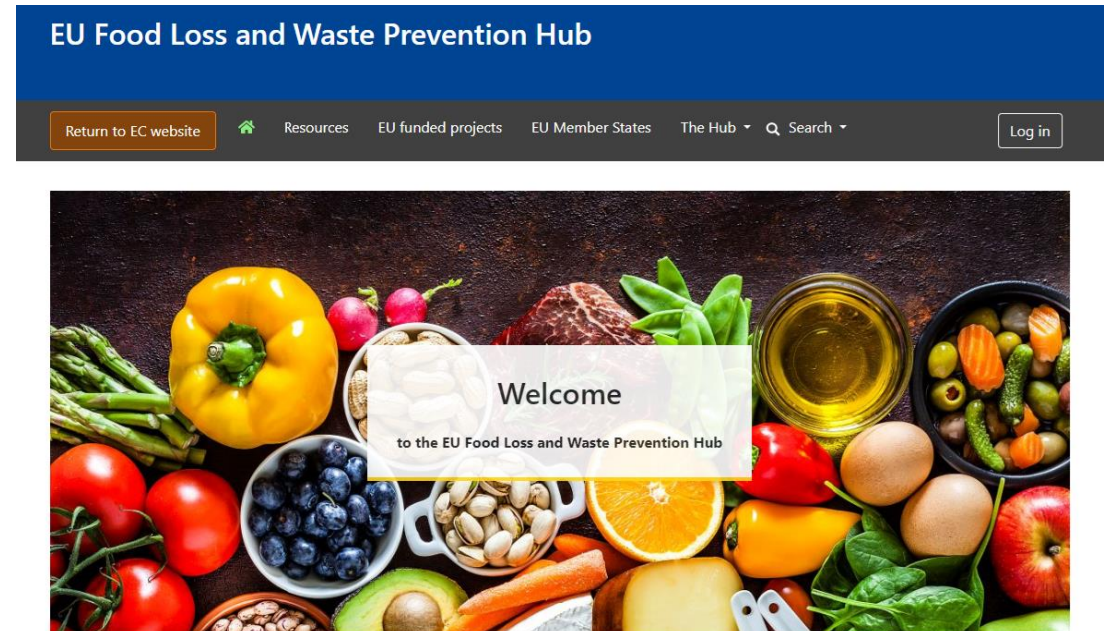 EU Food Loss and Waste Prevention Hub
Return to EC website Resources EU funded projects EU Member States The Hub Search Log in
Welcome
to the EU Food Loss and Waste Prevention Hub